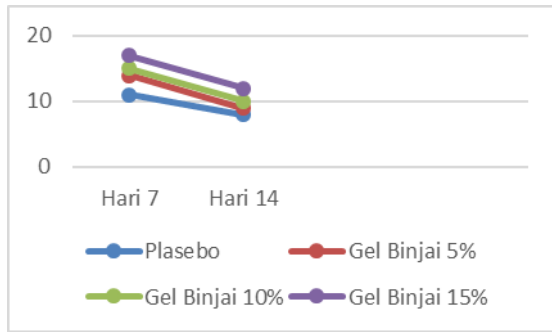 20
10
0
Hari 7 Hari 14
Plasebo Gel Binjai 5%
Gel Binjai 10% Gel Binjai 15%